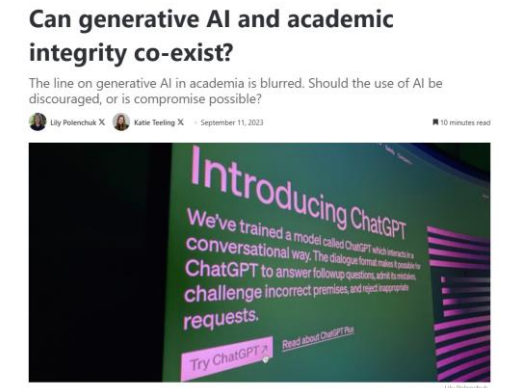 Can generative AI and academic
integrity co-exist?
The line on generative AI in academia is blurred. Should the use of AI be
discouraged, or is compromise possible?
Lily Polenchuk X Katie Teeling X - September 11, 2023 10 minutes read
Introducing ChatGPT
We've trained a model called ChatGPT which interacts in a
conversational way. The dialogue format makes it possible for
ChatGPT to answer followup questions, admit its mistakes,
challenge incorrect premises, and reject inappropriate
requests.
Try ChatGPT↗ Read about ChatGPT Plus
Lily Polenchuk